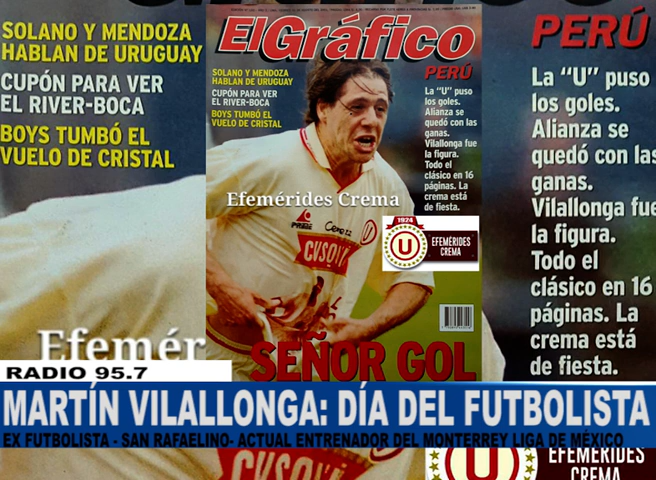 SOLANO Y MENDOZA
HABLAN DE URUGUAY
CUPÓN PARA VER
EL RIVER-BOCA
BOYS TUMBÓ EL
VUELO DE CRISTAL
Efemér
El Gráfico
PERÚ
SOLANO Y MENDOZA
HABLAN DE URUGUAY
CUPÓN PARA VER
EL RIVER-BOCA
BOYS TUMBÓ EL
VUELO DE CRISTAL
La “U” puso
los goles.
Alianza se
quedó con las
ganas.
Vilallonga fue
la figura.
Todo el
clásico en 16
páginas. La
crema está
de fiesta.
Efemérides Crema
CUSQUE
1924
U
EFEMÉRIDES
CREMA
SEÑOR GOL
PERÚ
La “U” puso
los goles.
Alianza se
quedó con las
ganas.
Vilallonga fue
la figura.
Todo el
clásico en 16
páginas. La
crema está
de fiesta.
RADIO 95.7
MARTÍN VILALLONGA: DÍA DEL FUTBOLISTA
EX FUTBOLISTA - SAN RAFAELINO- ACTUAL ENTRENADOR DEL MONTERREY LIGA DE MÉXICO
U
EFEMÉRIDES
CREMA